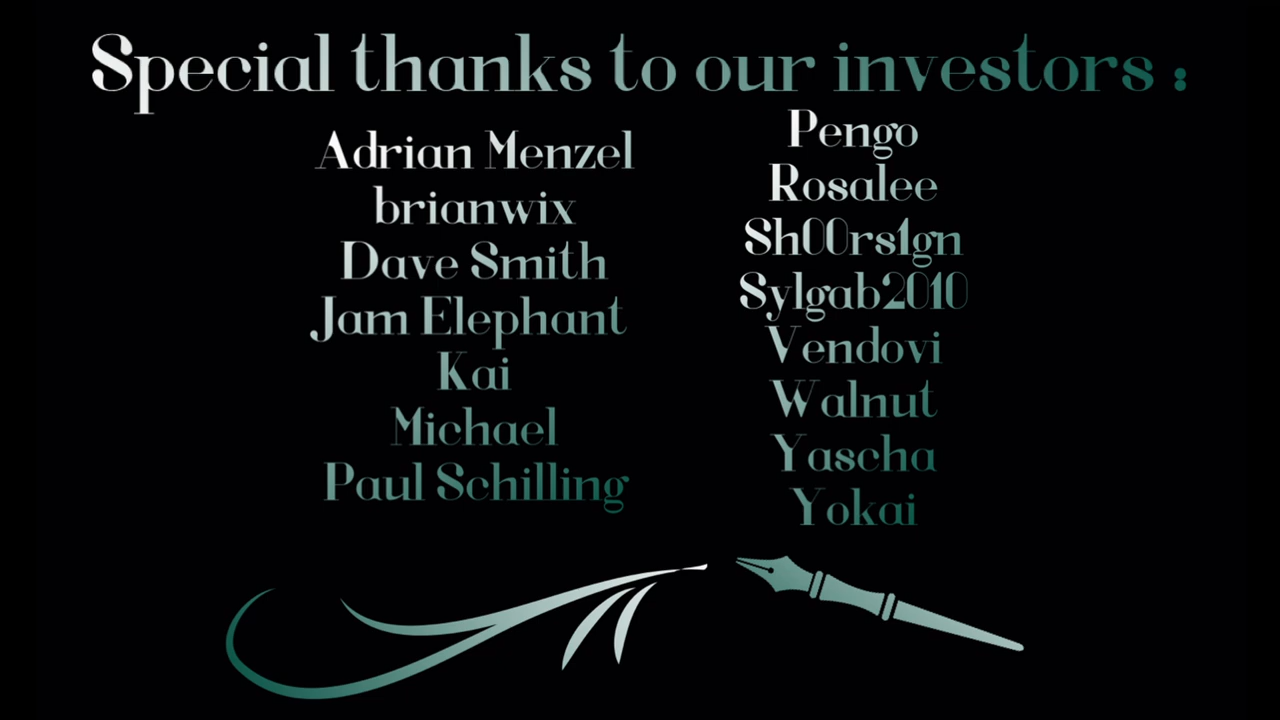 Special thanks to our investors :
Adrian Menzel
brianwix
Dave Smith
Jam Elephant
Kai
Michael
Paul Schilling
Pengo
Rosalee
Sh00rs1gn
Sylgab2010
Vendovi
Walnut
Yascha
Yokai